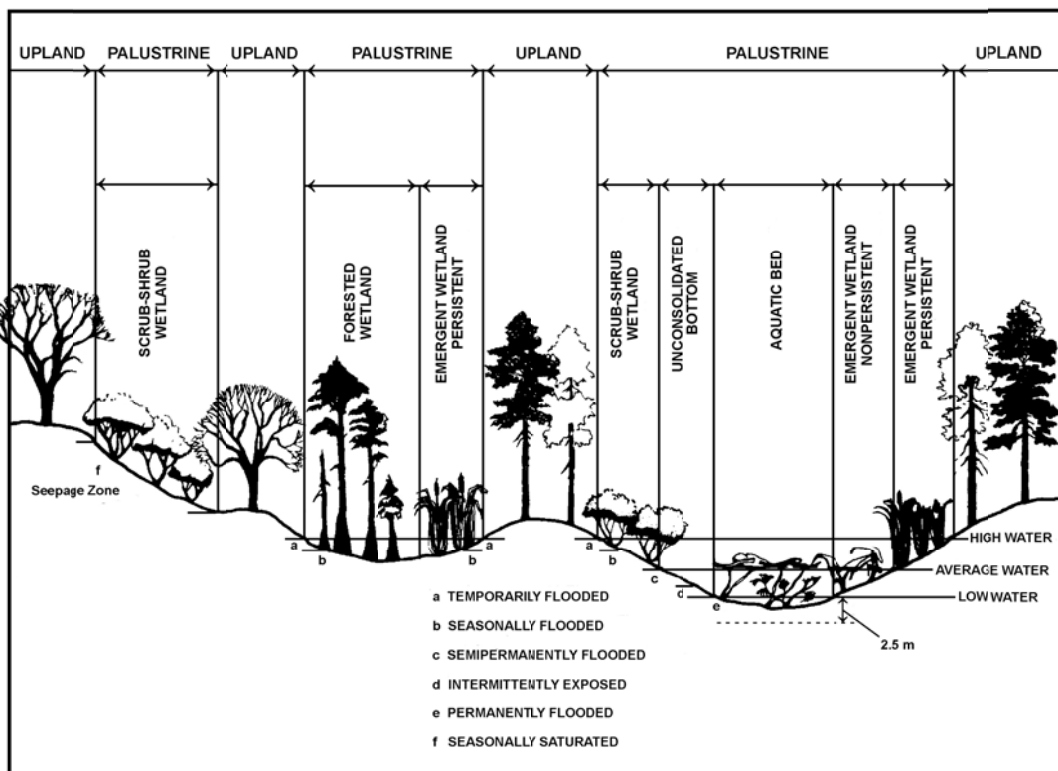 UPLAND PALUSTRINE UPLAND PALUSTRINE UPLAND PALUSTRINE UPLAND
SCRUB-SHRUB
WETLAND
FORESTED
WETLAND
EMERGENT WETLAND
PERSISTENT
SCRUB-SHRUB
WETLAND
UNCONSOLIDATED
BOTTOM
AQUATIC BED
EMERGENT WETLAND
NONPERSISTENT
EMERGENT WETLAND
PERSISTENT
f
Seepage Zone
a b b a a b c d e
HIGH WATER
AVERAGE WATER
LOW WATER
2.5 m
a TEMPORARILY FLOODED
b SEASONALLY FLOODED
c SEMIPERMANENTLY FLOODED
d INTERMITTENTLY EXPOSED
e PERMANENTLY FLOODED
f SEASONALLY SATURATED